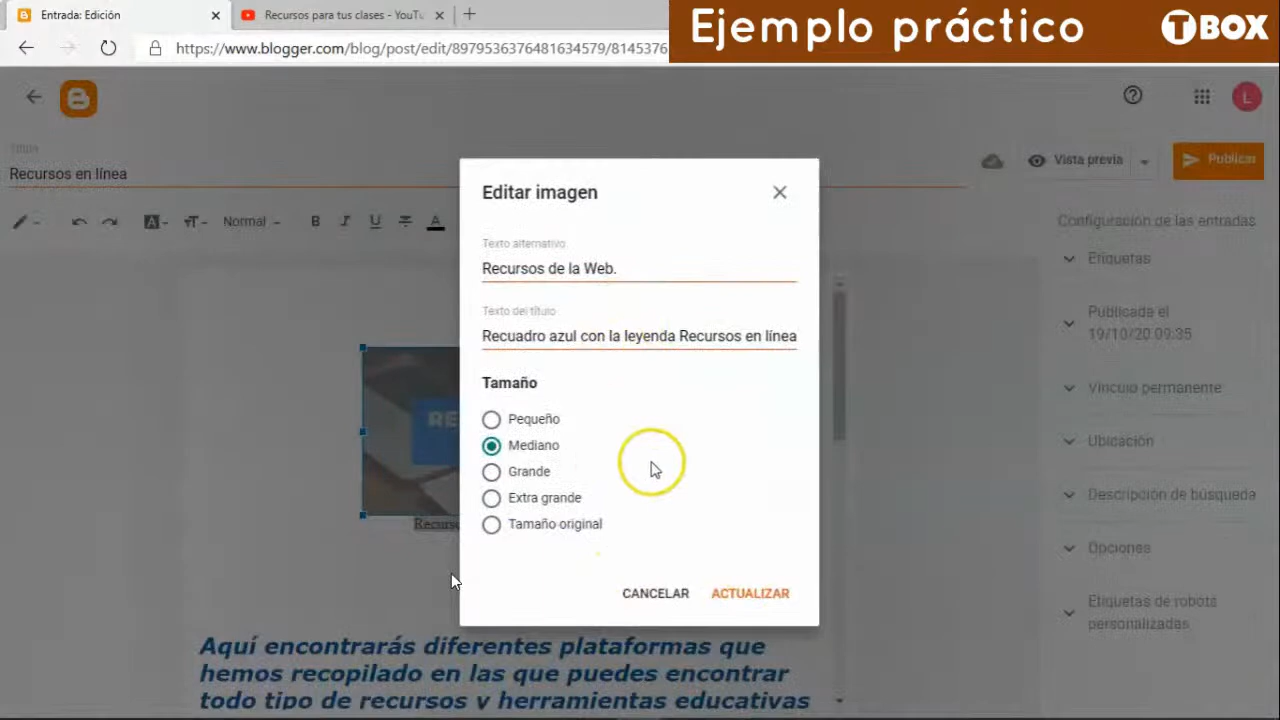 Entrada: Edición
Recursos para tus clases - YouTu
Ejemplo práctico
TBOX
https://www.blogger.com/blog/post/edit/8979536376481634579/8145376
L
Título
Recursos en línea
Vista previa
Publicar
Normal
B I U A
Configuración de las entradas
Etiquetas
Publicada el
19/10/20 09:35
Vínculo permanente
Ubicación
Descripción de búsqueda
Opciones
Etiquetas de robots
personalizadas
Editar imagen
Texto alternativo
Recursos de la Web.
Texto del título
Recuadro azul con la leyenda Recursos en línea
Tamaño
Pequeño
Mediano
Grande
Extra grande
Tamaño original
CANCELAR ACTUALIZAR
RE
Recurso
Aquí encontrarás diferentes plataformas que
hemos recopilado en las que puedes encontrar
todo tipo de recursos y herramientas educativas